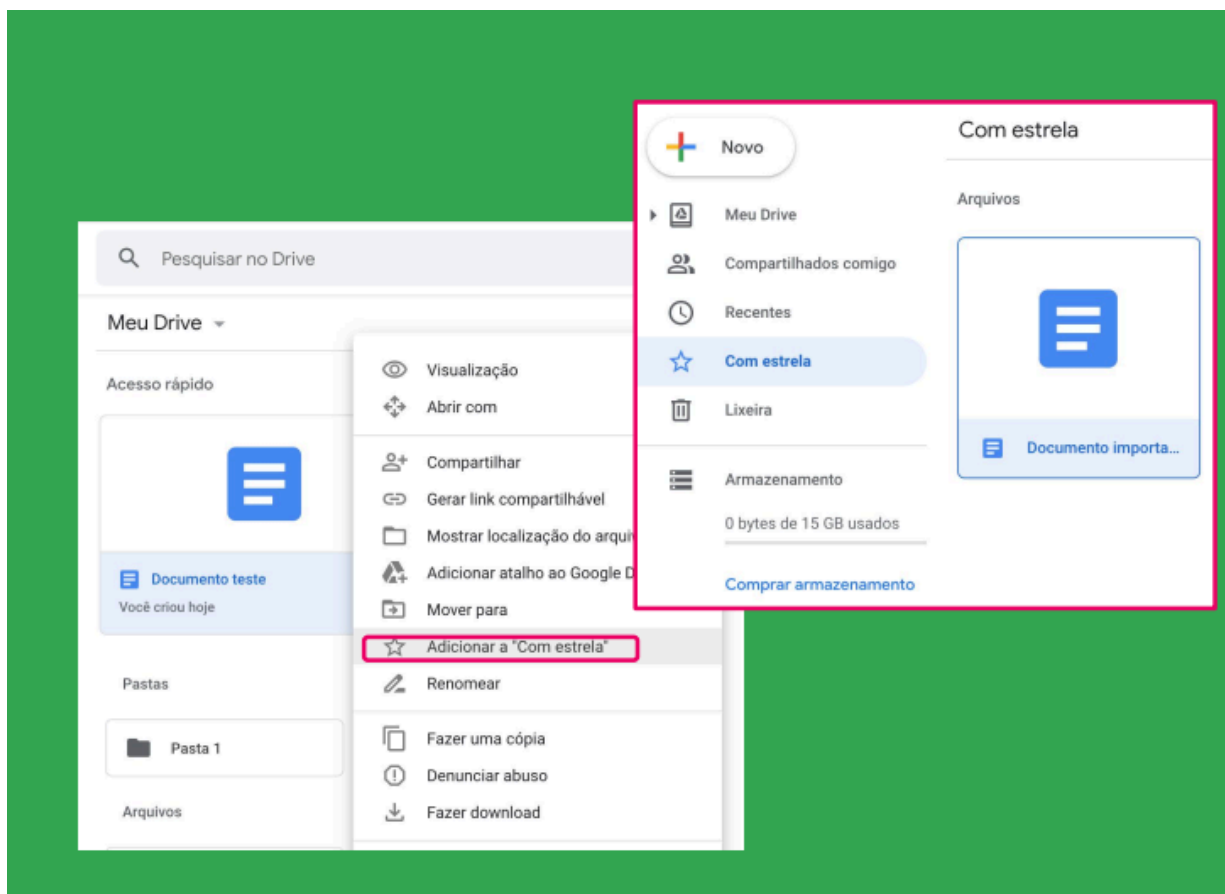 Pesquisar no Drive
Meu Drive
Acesso rápido
Documento teste
Você criou hoje
Pastas
Pasta 1
Arquivos
Visualização
Abrir com
Compartilhar
Gerar link compartilhável
Mostrar localização do arqui
Adicionar atalho ao Google D
Mover para
Adicionar a "Com estrela"
Renomear
Fazer uma cópia
Denunciar abuso
Fazer download
Novo
Meu Drive
Compartilhados comigo
Recentes
Com estrela
Lixeira
Armazenamento
0 bytes de 15 GB usados
Comprar armazenamento
Com estrela
Arquivos
Documento importa...